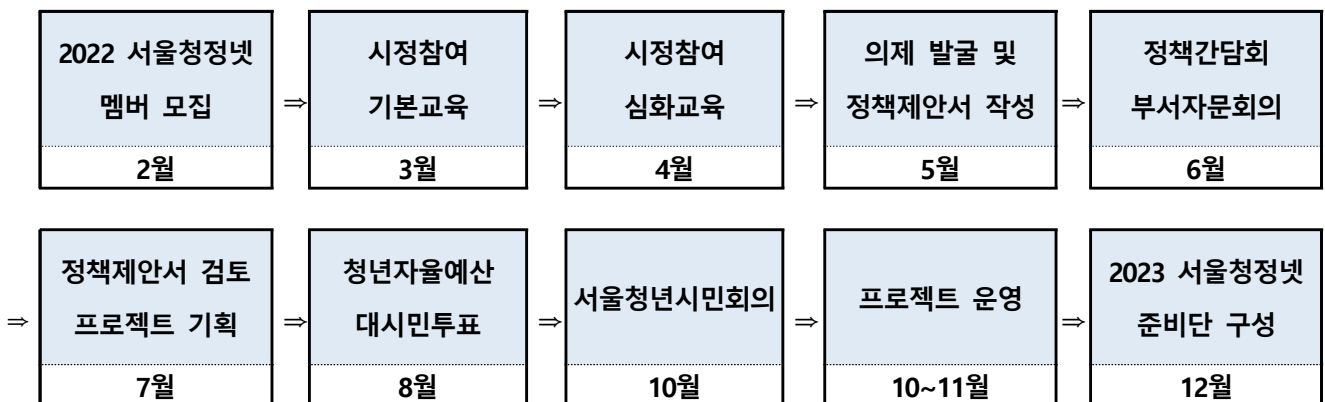 2022 서울청정넷
멤버 모집
2월
⇒
시정참여
기본교육
3월
⇒
시정참여
심화교육
4월
⇒
의제 발굴 및
정책제안서 작성
5월
⇒
정책간담회
부서자문회의
6월
⇒
정책제안서 검토
프로젝트 기획
7월
⇒
청년자율예산
대시민투표
8월
⇒
서울청년시민회의
10월
⇒
프로젝트 운영
10~11월
⇒
2023 서울청정넷
준비단 구성
12월